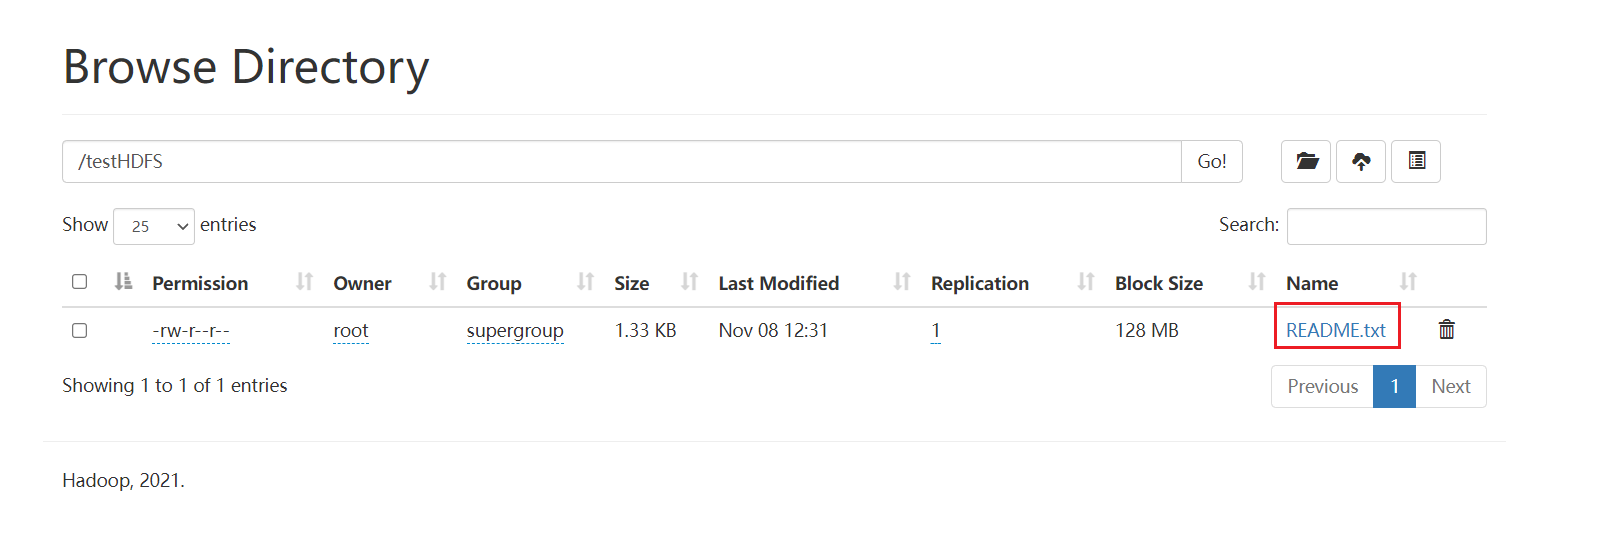 Browse Directory
/testHDFS Go!
Show 25 entries Search:
Permission Owner Group Size Last Modified Replication Block Size Name
-rw-r--r-- root supergroup 1.33 KB Nov 08 12:31 1 128 MB README.txt
Showing 1 to 1 of 1 entries Previous 1 Next
Hadoop, 2021.